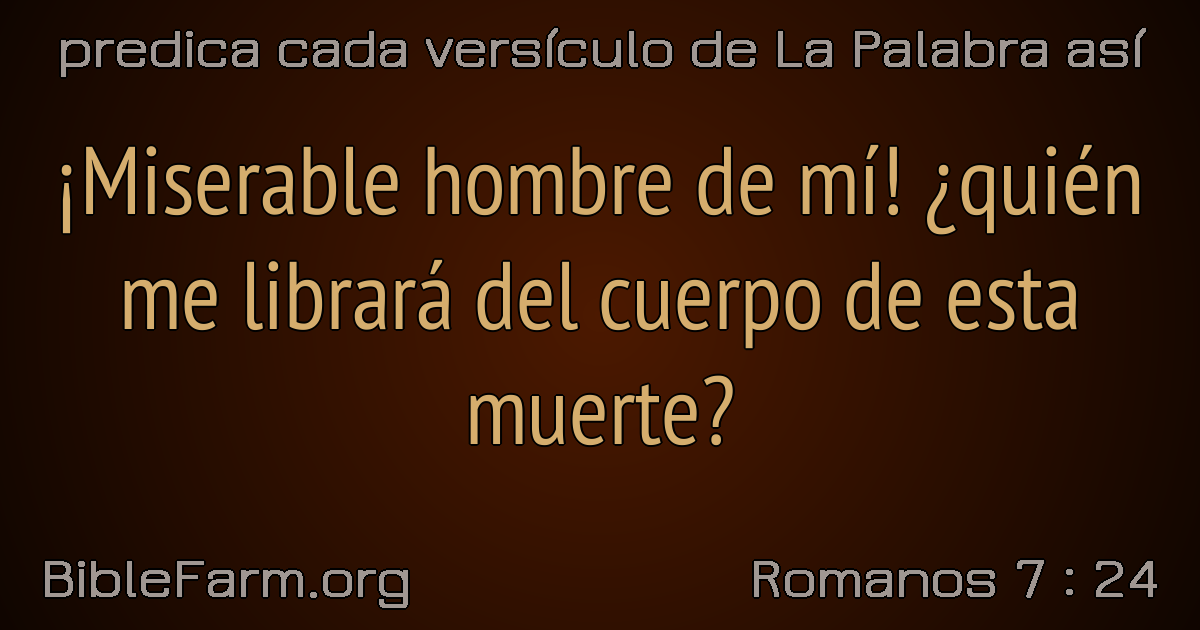 predica cada versículo de La Palabra así
¡Miserable hombre de mí! ¿quién
me librará del cuerpo de esta
muerte?
BibleFarm.org
Romanos 7 : 24